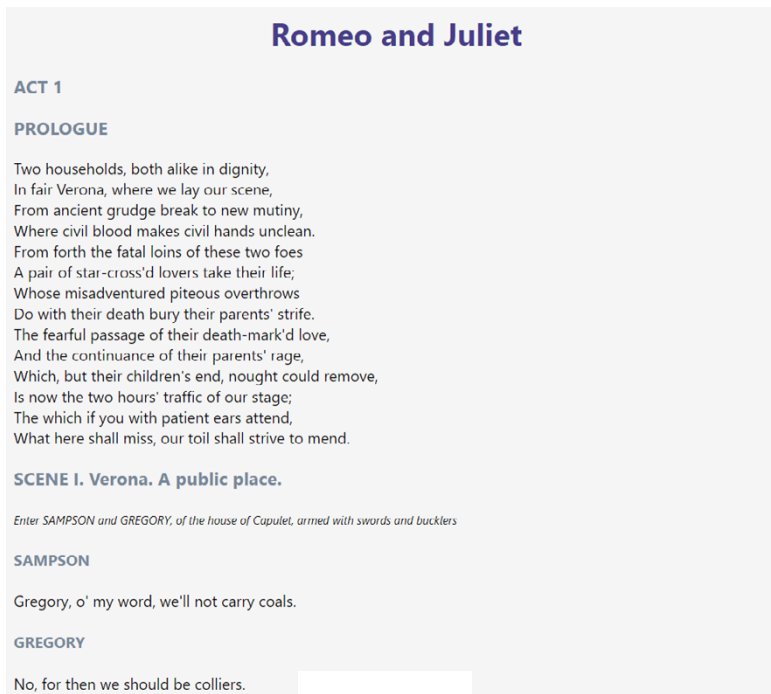 Romeo and Juliet
ACT 1
PROLOGUE
Two households, both alike in dignity,
In fair Verona, where we lay our scene,
From ancient grudge break to new mutiny,
Where civil blood makes civil hands unclean.
From forth the fatal loins of these two foes
A pair of star-cross'd lovers take their life;
Whose misadventured piteous overthrows
Do with their death bury their parents' strife.
The fearful passage of their death-mark'd love,
And the continuance of their parents' rage,
Which, but their children's end, nought could remove,
Is now the two hours' traffic of our stage;
The which if you with patient ears attend,
What here shall miss, our toil shall strive to mend.
SCENE I. Verona. A public place.
Enter SAMPSON and GREGORY, of the house of Capulet, armed with swords and bucklers
SAMPSON
Gregory, o' my word, we'll not carry coals.
GREGORY
No, for then we should be colliers.